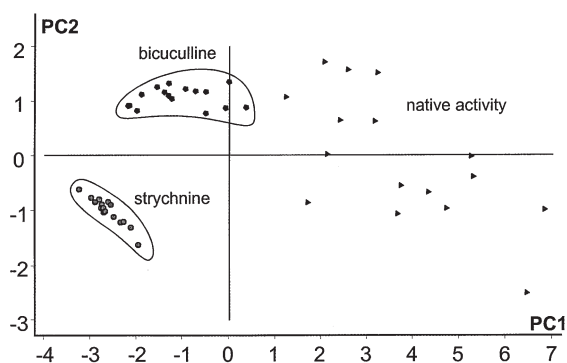 PC2
2
bicuculline
1
native activity
0
strychnine
-1
-2
-3
PC1
-4 -3 -2 -1 0 1 2 3 4 5 6 7